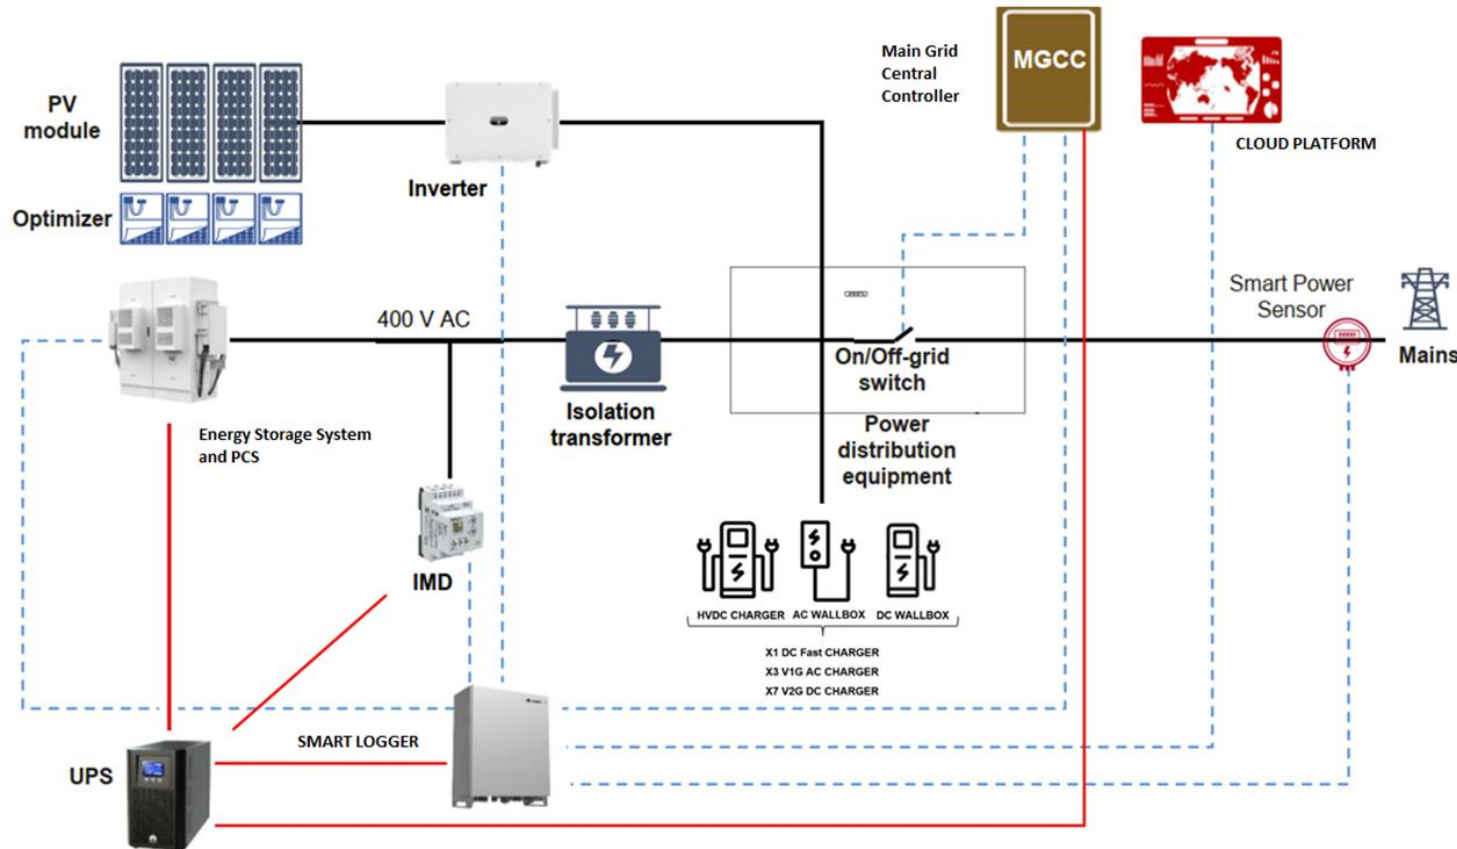 PV
module
Optimizer
Inverter
Main Grid
Central
Controller
MGCC
CLOUD PLATFORM
400 V AC
Energy Storage System
and PCS
Isolation
transformer
On/Off-grid
switch
Power
distribution
equipment
Smart Power
Sensor
Mains
IMD
HVDC CHARGER
AC WALLBOX
DC WALLBOX
X1 DC Fast CHARGER
X3 V1G AC CHARGER
X7 V2G DC CHARGER
SMART LOGGER
UPS